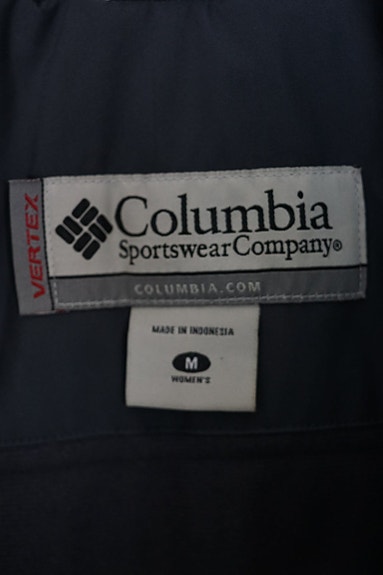 VERTEX
Columbia
Sportswear Company®
COLUMBIA.COM
MADE IN INDONESIA
M
WOMEN'S